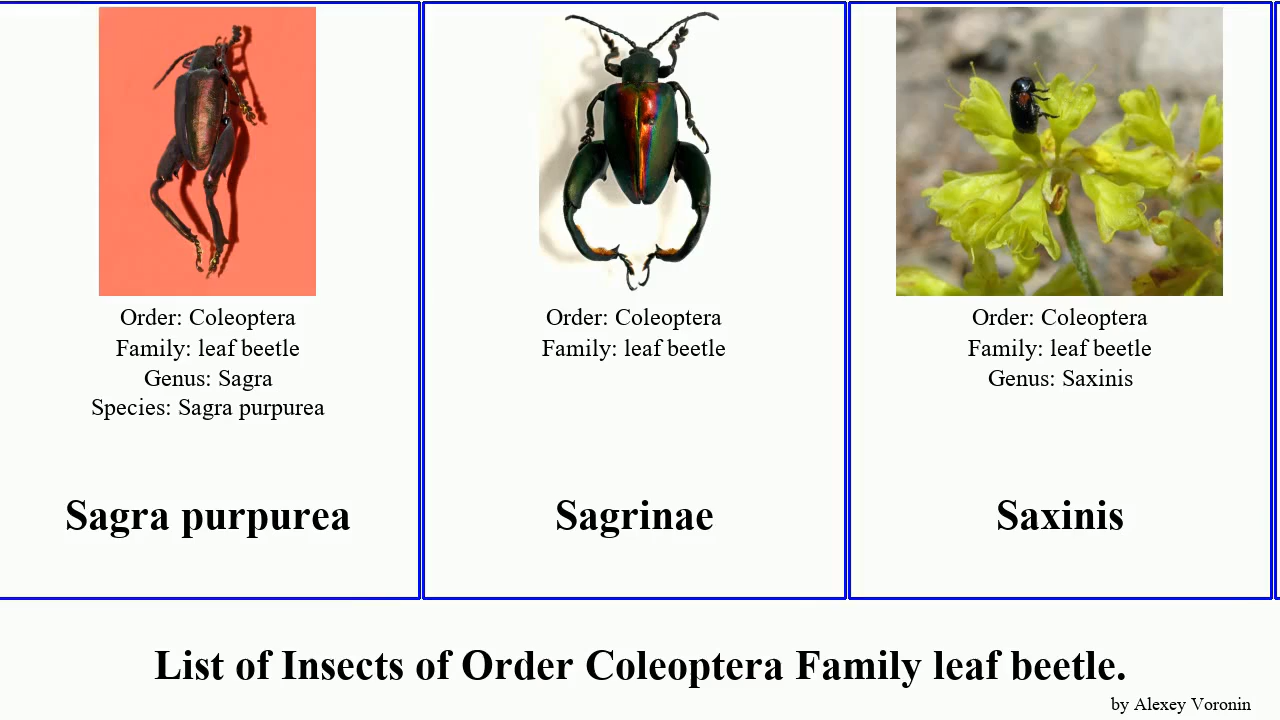 Order: Coleoptera
Family: leaf beetle
Genus: Sagra
Species: Sagra purpurea
Sagra purpurea
Order: Coleoptera
Family: leaf beetle
Sagrinae
Order: Coleoptera
Family: leaf beetle
Genus: Saxinis
Saxinis
List of Insects of Order Coleoptera Family leaf beetle.
by Alexey Voronin